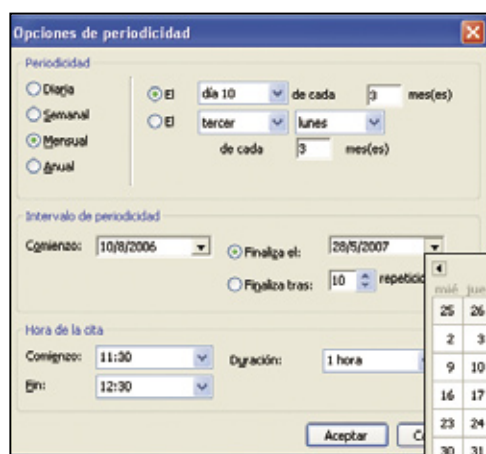 Opciones de periodicidad
Periodicidad
Diaria
Semanal
Mensual
Anual
El día 10 de cada 3 mes(es)
El tercer lunes
de cada 3 mes(es)
Intervalo de periodicidad
Comienzo: 10/8/2006
Finaliza el: 28/5/2007
Finaliza tras: 10
mié jue
25 26
2 3
9 10
16 17
23 24
30 31
Hora de la cita
Comienzo: 11:30
Duración: 1 hora
Fin: 12:30
Aceptar